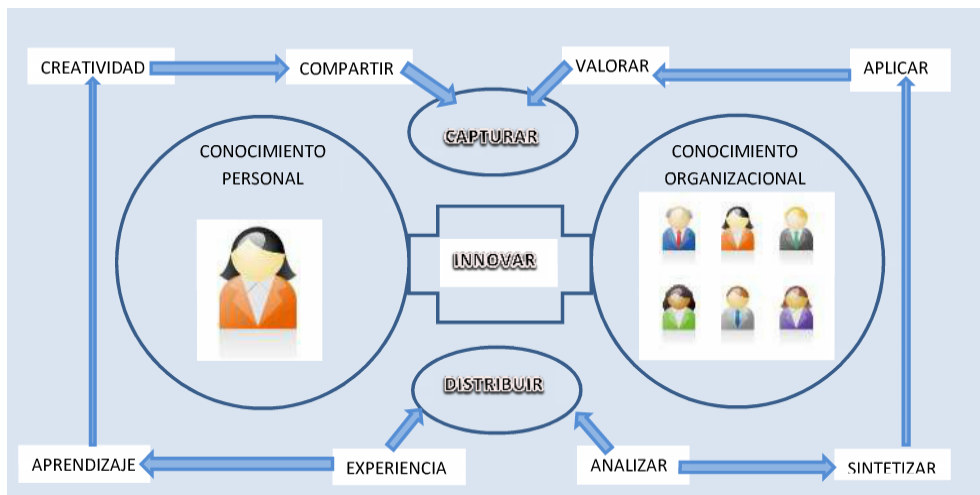 CREATIVIDAD
COMPARTIR
VALORAR
APLICAR
CAPTURAR
CONOCIMIENTO
PERSONAL
CONOCIMIENTO
ORGANIZACIONAL
INNOVAR
DISTRIBUIR
APRENDIZAJE
EXPERIENCIA
ANALIZAR
SINTETIZAR